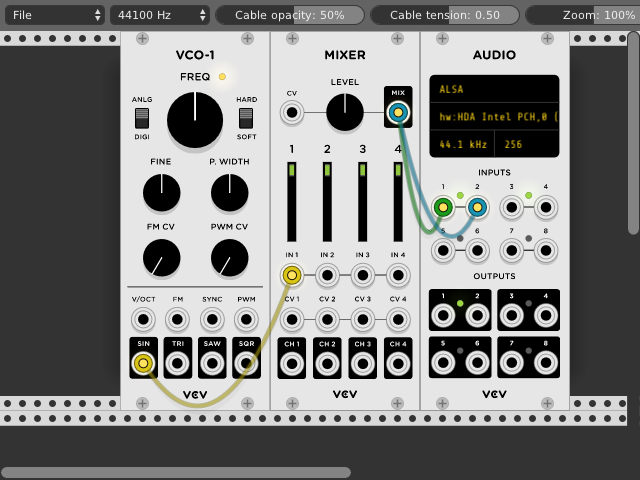 File 44100 Hz Cable opacity: 50% Cable tension: 0.50 Zoom: 100%
VCO-1
FREQ
ANLG HARD
DIGI SOFT
FINE P. WIDTH
FM CV PWM CV
V/OCT FM SYNC PWM
SIN TRI SAW SQR
VCV
MIXER
LEVEL
CV MIX
1 2 3 4
IN 1 IN 2 IN 3 IN 4
CV 1 CV 2 CV 3 CV 4
CH 1 CH 2 CH 3 CH 4
VCV
AUDIO
ALSA
hw:HDA Intel PCH,0 (
44.1 kHz 256
INPUTS
1 2 3 4
5 6 7 8
OUTPUTS
1 2 3 4
5 6 7 8
VCV